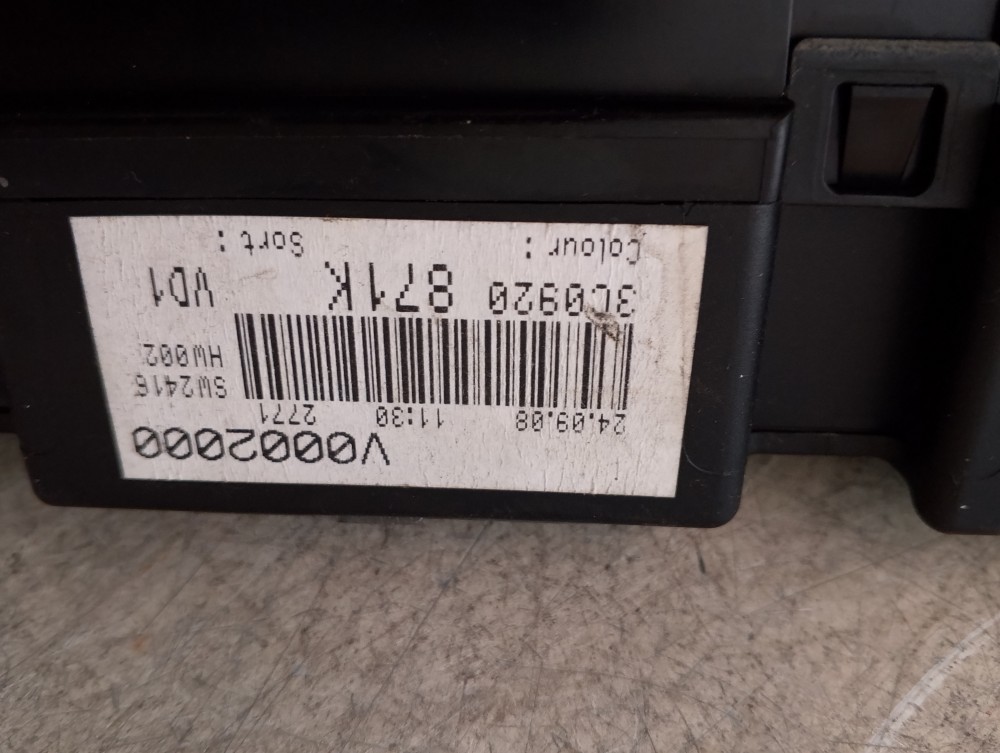 V0002000
24.09.08 11:30 2771
SW2416
HW002
3C0920 871K VD1
Colour : Sort :